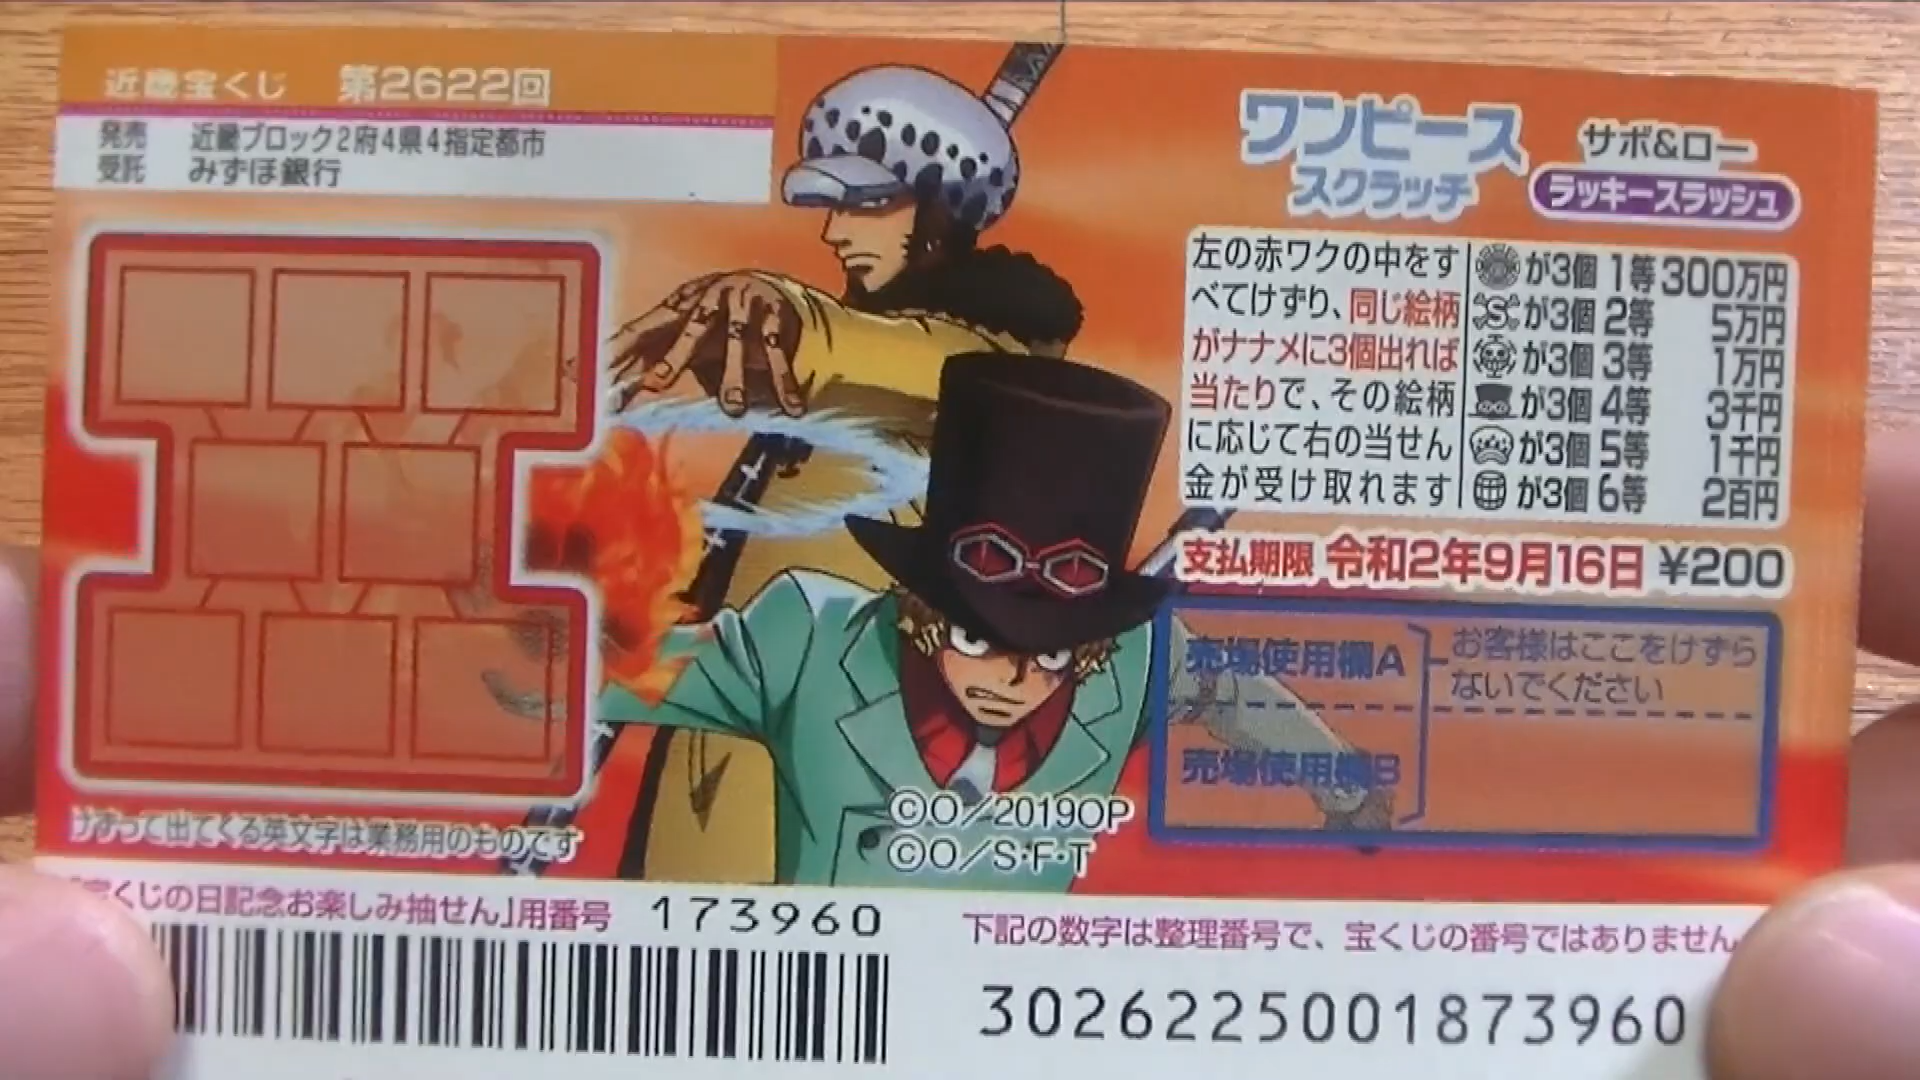 近畿宝くじ 第2622回
発売 近畿ブロック2府4県4指定都市
受託 みずほ銀行
ワンピース
スクラッチ
サボ&ロー
ラッキースラッシュ
左の赤ワクの中をす
べてけずり、同じ絵柄
がナナメに3個出れば
当たりで、その絵柄
に応じて右の当せん
金が受け取れます
が3個 1等 300万円
が3個 2等 5万円
が3個 3等 1万円
が3個 4等 3千円
が3個 5等 1千円
が3個 6等 2百円
支払期限 令和2年9月16日 ¥200
売場使用欄A
お客様はここをけずら
ないでください
売場使用欄B
©O/2019OP
©O/S・F・T
けずって出てくる英文字は業務用のものです
「宝くじの日記念お楽しみ抽せん」用番号 173960
下記の数字は整理番号で、宝くじの番号ではありません
30262250018739​60